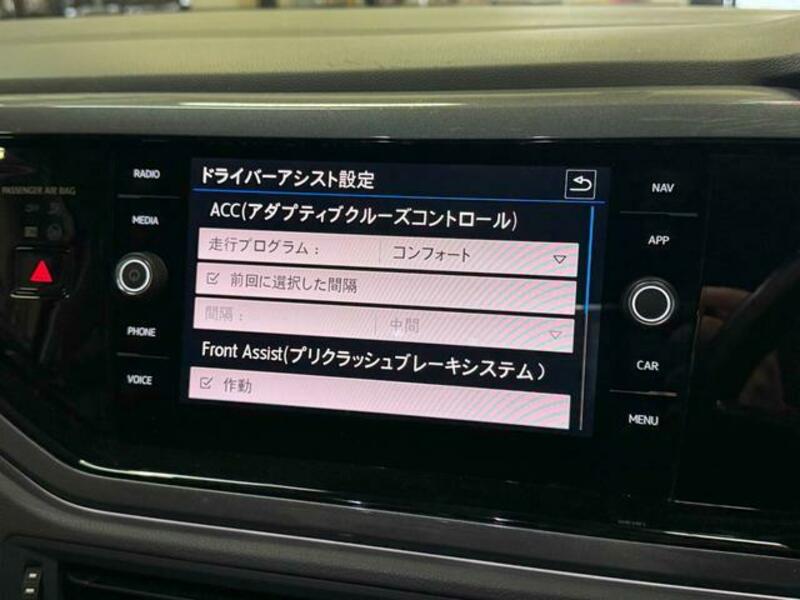 PASSENGER AIR BAG
RADIO
MEDIA
PHONE
VOICE
ドライバーアシスト設定
ACC(アダプティブクルーズコントロール)
走行プログラム： コンフォート
前回に選択した間隔
間隔： 中間
Front Assist(プリクラッシュブレーキシステム)
作動
NAV
APP
CAR
MENU